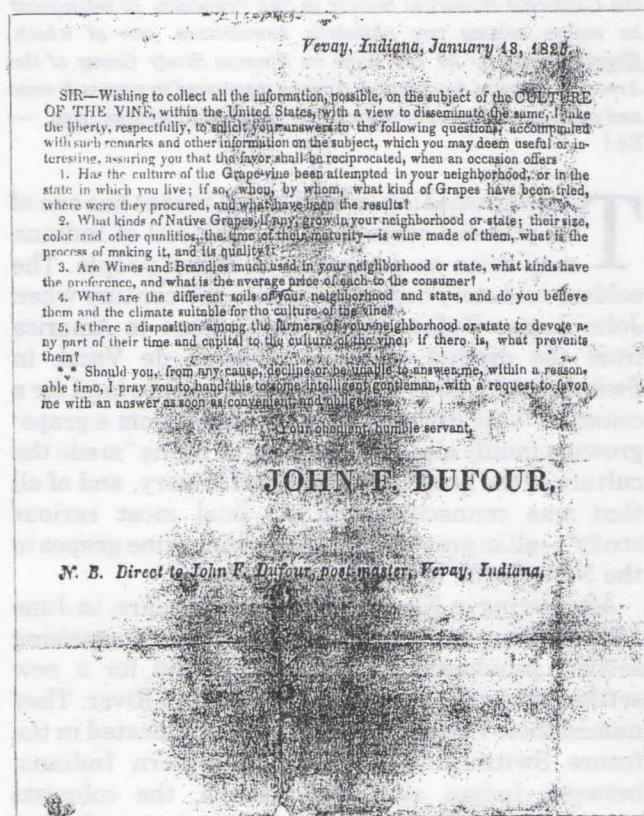 Vevay, Indiana, January 13, 1825.
SIR—Wishing to collect all the information, possible, on the subject of the CULTURE
OF THE VINE, within the United States, with a view to disseminate the same, I take
the liberty, respectfully, to solicit your answers to the following questions, accompanied
with such remarks and other information on the subject, which you may deem useful or in-
teresting, assuring you that the favor shall be reciprocated, when an occasion offers
1. Has the culture of the Grape-vine been attempted in your neighborhood, or in the
state in which you live; if so, when, by whom, what kind of Grapes have been tried,
where were they procured, and what have been the results?
2. What kinds of Native Grapes, if any, grow in your neighborhood or state; their size,
color and other qualities, the time of their maturity—is wine made of them, what is the
process of making it, and its quality?
3. Are Wines and Brandies much used in your neighborhood or state, what kinds have
the preference, and what is the average price of each to the consumer?
4. What are the different soils of your neighborhood and state, and do you believe
them and the climate suitable for the culture of the vine?
5. Is there a disposition among the farmers of your neighborhood or state to devote a-
ny part of their time and capital to the culture of the vine; if there is, what prevents
them?
*** Should you, from any cause, decline or be unable to answer me, within a reason-
able time, I pray you to hand this to some intelligent gentleman, with a request to favor
me with an answer as soon as convenient and oblige
Your obedient, humble servant,
JOHN F. DUFOUR,
N. B. Direct to John F. Dufour, post-master, Vevay, Indiana,